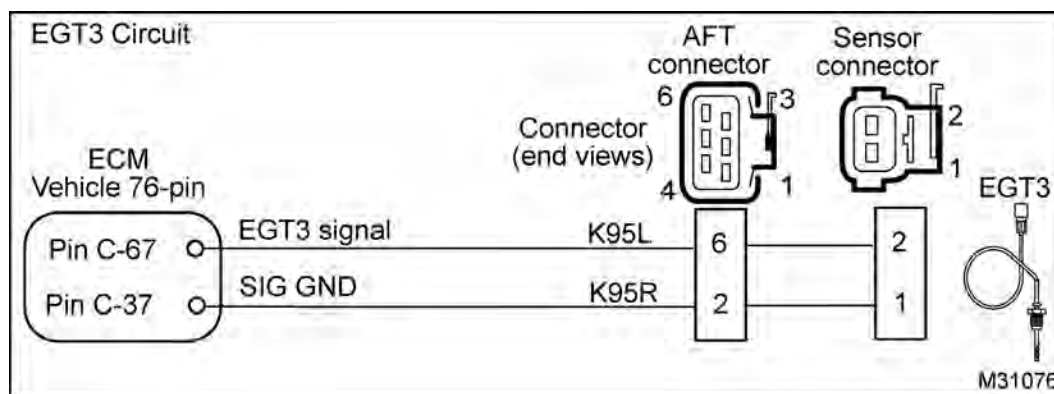 EGT3 Circuit
AFT
connector
Sensor
connector
6
3
4
1
2
1
Connector
(end views)
ECM
Vehicle 76-pin
EGT3
Pin C-67
EGT3 signal
K95L
6
2
Pin C-37
SIG GND
K95R
2
1
M31076